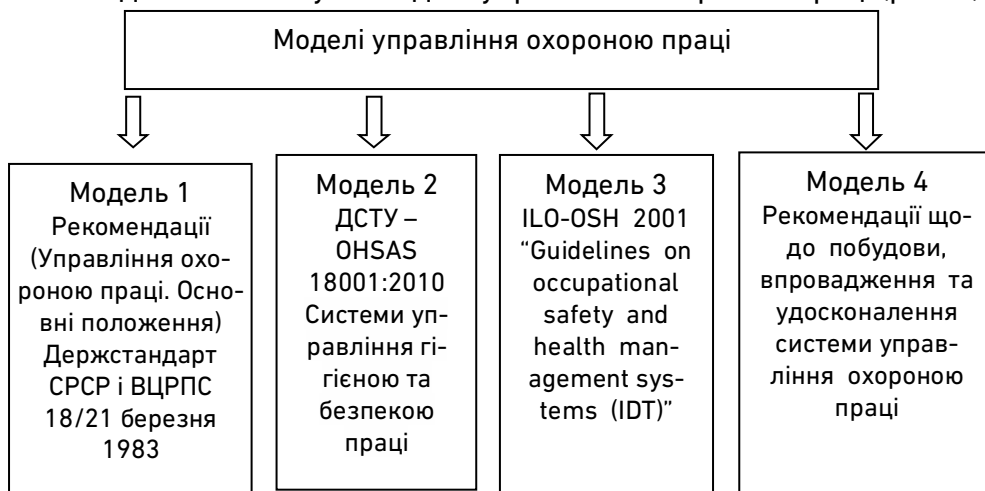 Моделі управління охороною праці
Модель 1
Рекомендації
(Управління охо-
роною праці. Осно-
вні положення)
Держстандарт
СРСР і ВЦРПС
18/21 березня
1983
Модель 2
ДСТУ –
OHSAS
18001:2010
Системи уп-
равління гі-
гієною та
безпекою
праці
Модель 3
ILO-OSH 2001
“Guidelines on
occupational
safety and
health man-
agement sys-
tems (IDT)”
Модель 4
Рекомендації що-
до побудови,
впровадження та
удосконалення
системи управ-
ління охороною
праці